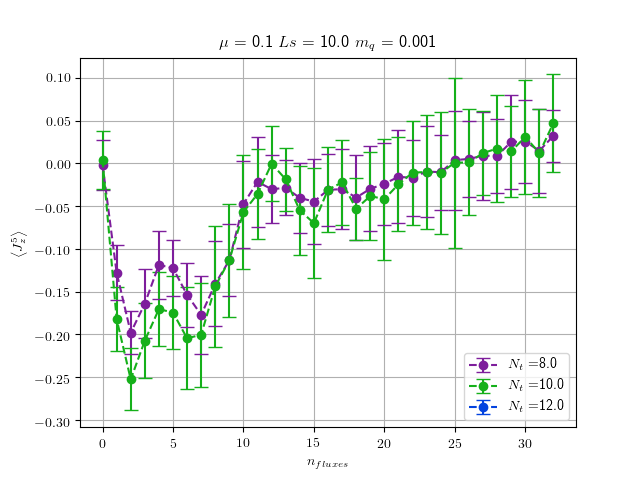 μ = 0.1 Ls = 10.0 m_q = 0.001
0.10
0.05
0.00
−0.05
−0.10
−0.15
−0.20
−0.25
−0.30
⟨J_z^5⟩
0 5 10 15 20 25 30
n_fluxes
N_t =8.0
N_t =10.0
N_t =12.0